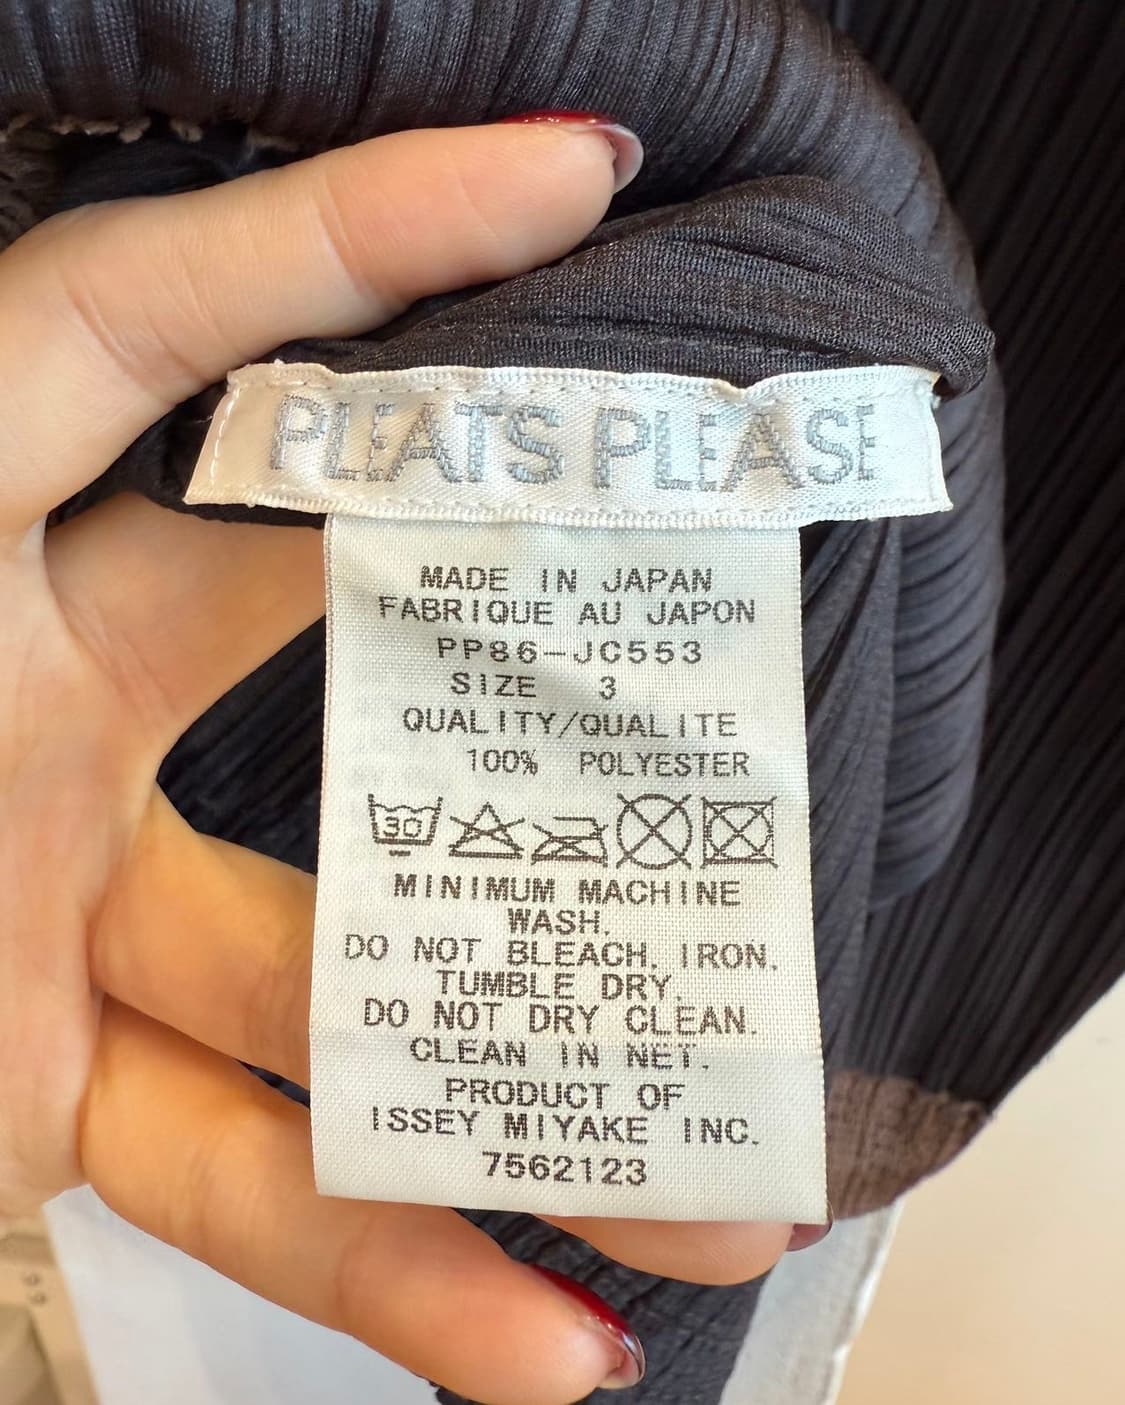 PLEATS PLEASE
MADE IN JAPAN
FABRIQUE AU JAPON
PP86-JC553
SIZE 3
QUALITY/QUALITE
100% POLYESTER
30
MINIMUM MACHINE
WASH.
DO NOT BLEACH, IRON,
TUMBLE DRY.
DO NOT DRY CLEAN.
CLEAN IN NET.
PRODUCT OF
ISSEY MIYAKE INC.
7562123